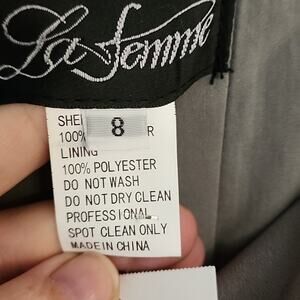 La Femme
8
SHE
100% R
LINING
100% POLYESTER
DO NOT WASH
DO NOT DRY CLEAN
PROFESSIONAL
SPOT CLEAN ONLY
MADE IN CHINA